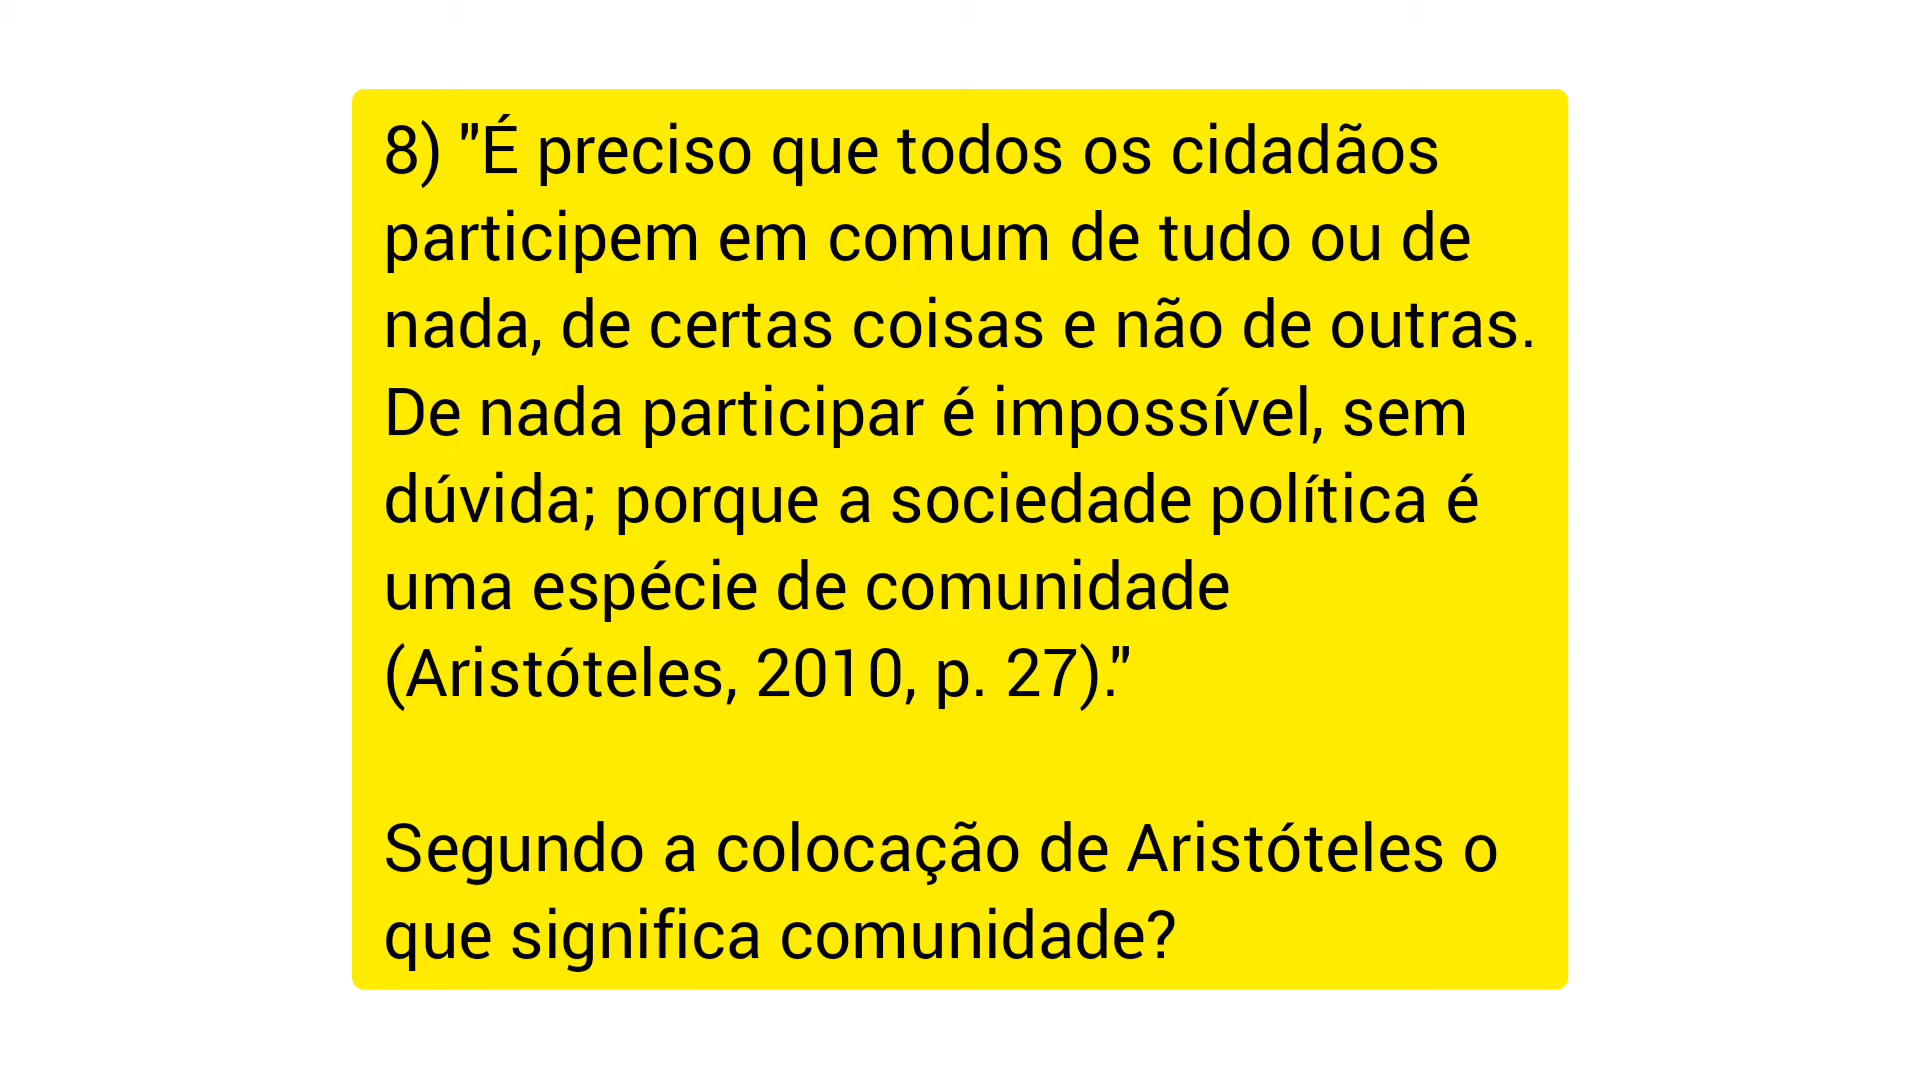 8) "É preciso que todos os cidadãos
participem em comum de tudo ou de
nada, de certas coisas e não de outras.
De nada participar é impossível, sem
dúvida; porque a sociedade política é
uma espécie de comunidade
(Aristóteles, 2010, p. 27)."
Segundo a colocação de Aristóteles o
que significa comunidade?